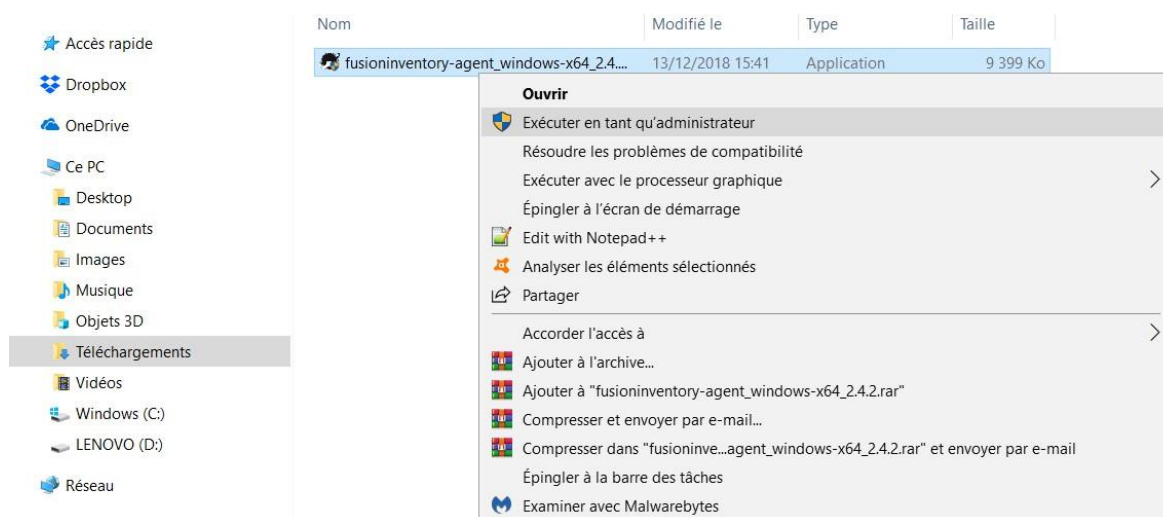 Accès rapide
Dropbox
OneDrive
Ce PC
Desktop
Documents
Images
Musique
Objets 3D
Téléchargements
Vidéos
Windows (C:)
LENOVO (D:)
Réseau
Nom Modifié le Type Taille
fusioninventory-agent_windows-x64_2.4.... 13/12/2018 15:41 Application 9 399 Ko
Ouvrir
Exécuter en tant qu'administrateur
Résoudre les problèmes de compatibilité
Exécuter avec le processeur graphique
Épingler à l'écran de démarrage
Edit with Notepad++
Analyser les éléments sélectionnés
Partager
Accorder l'accès à
Ajouter à l'archive...
Ajouter à "fusioninventory-agent_windows-x64_2.4.2.rar"
Compresser et envoyer par e-mail...
Compresser dans "fusioninve...agent_windows-x64_2.4.2.rar" et envoyer par e-mail
Épingler à la barre des tâches
Examiner avec Malwarebytes